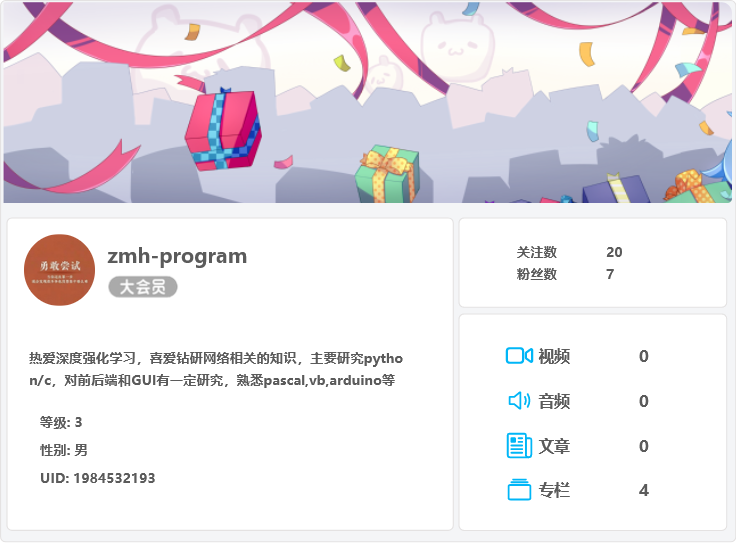 勇敢尝试
zmh-program
大会员
热爱深度强化学习，喜爱钻研网络相关的知识，主要研究pytho
n/c，对前后端和GUI有一定研究，熟悉pascal,vb,arduino等
等级: 3
性别: 男
UID: 1984532193
关注数 20
粉丝数 7
视频 0
音频 0
文章 0
专栏 4